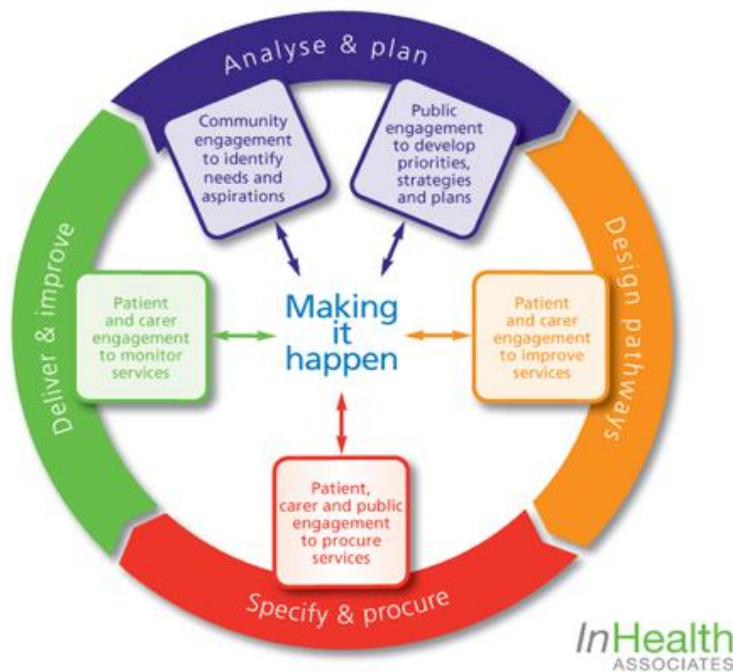 Analyse & plan
Community
engagement
to identify
needs and
aspirations
Public
engagement
to develop
priorities,
strategies
and plans
Design pathways
Deliver & improve
Patient
and carer
engagement
to monitor
services
Making
it
happen
Patient
and carer
engagement
to improve
services
Patient,
carer and public
engagement
to procure
services
Specify & procure
InHealth
ASSOCIATES